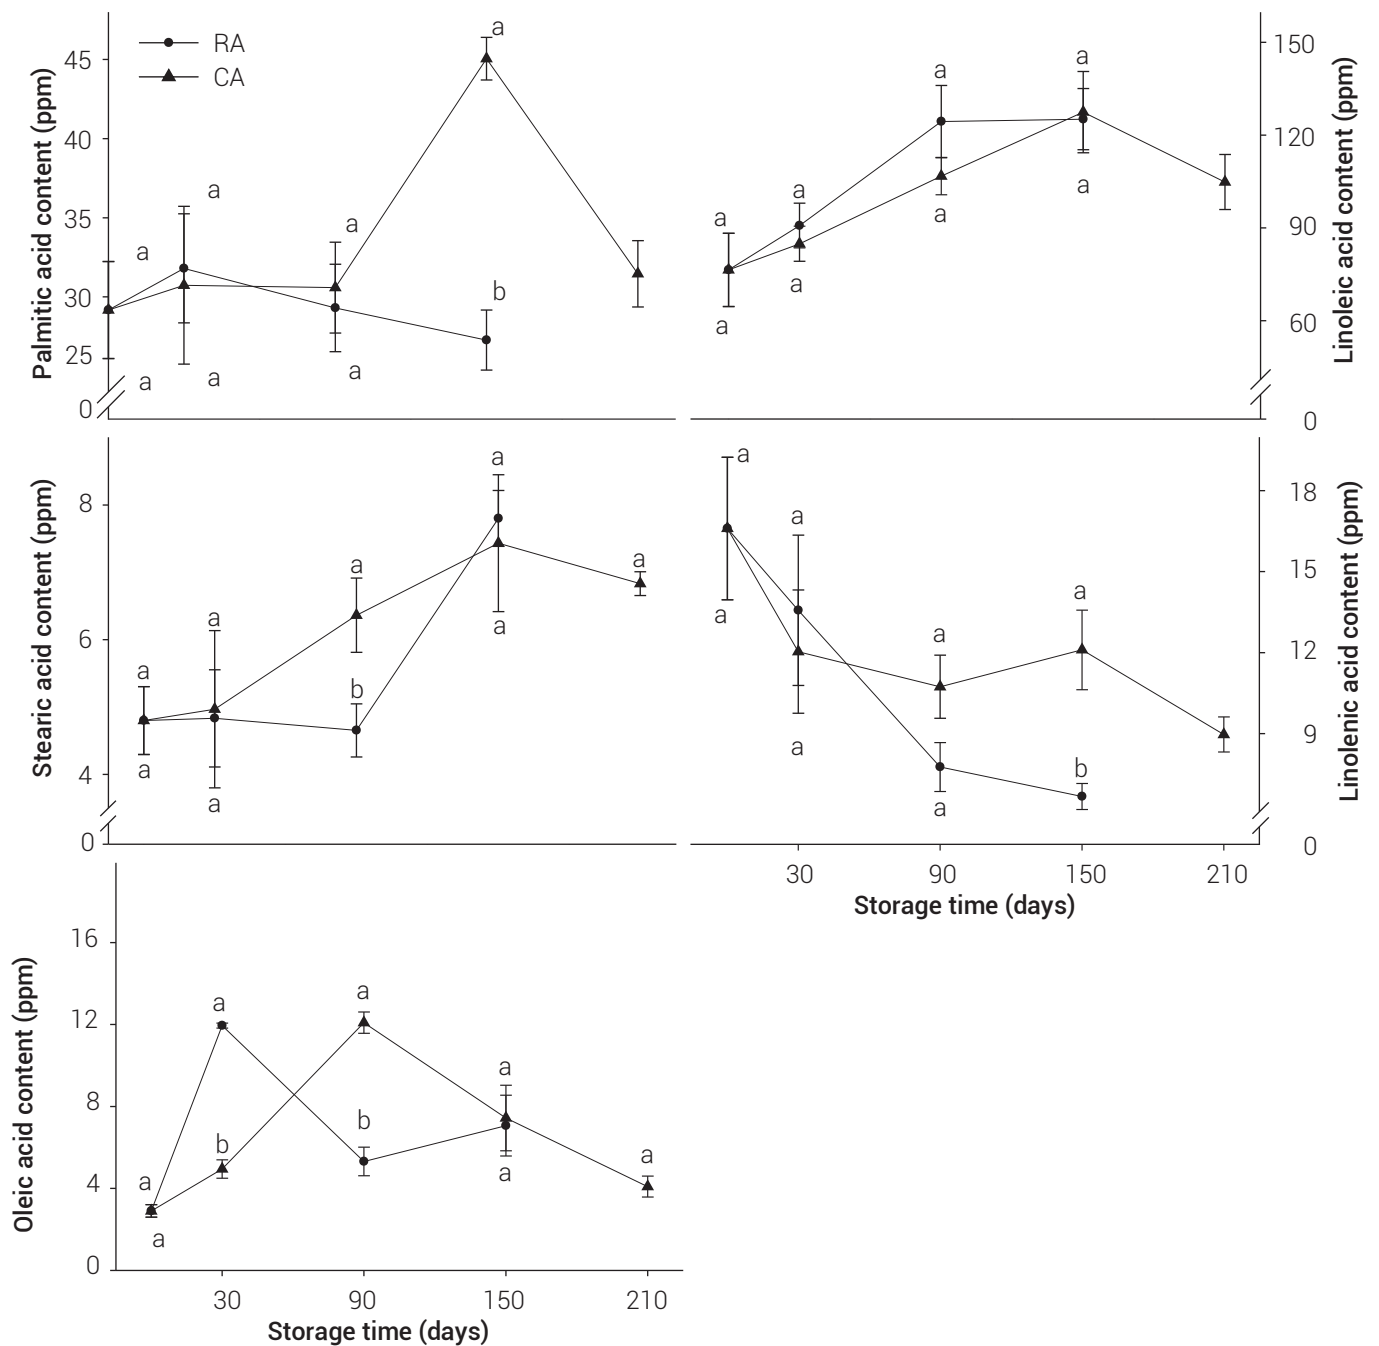 RA
CA
Palmitic acid content (ppm)
45
40
35
30
25
0
a
a
a
a
a
a
a
b
Linoleic acid content (ppm)
150
120
90
60
0
a
a
a
a
a
a
a
a
Stearic acid content (ppm)
8
6
4
0
a
a
a
a
a
b
a
a
a
Linolenic acid content (ppm)
18
15
12
9
0
a
a
a
a
a
a
a
b
30 90 150 210
Storage time (days)
Oleic acid content (ppm)
16
12
8
4
0
a
a
a
b
a
b
a
a
a
30 90 150 210
Storage time (days)